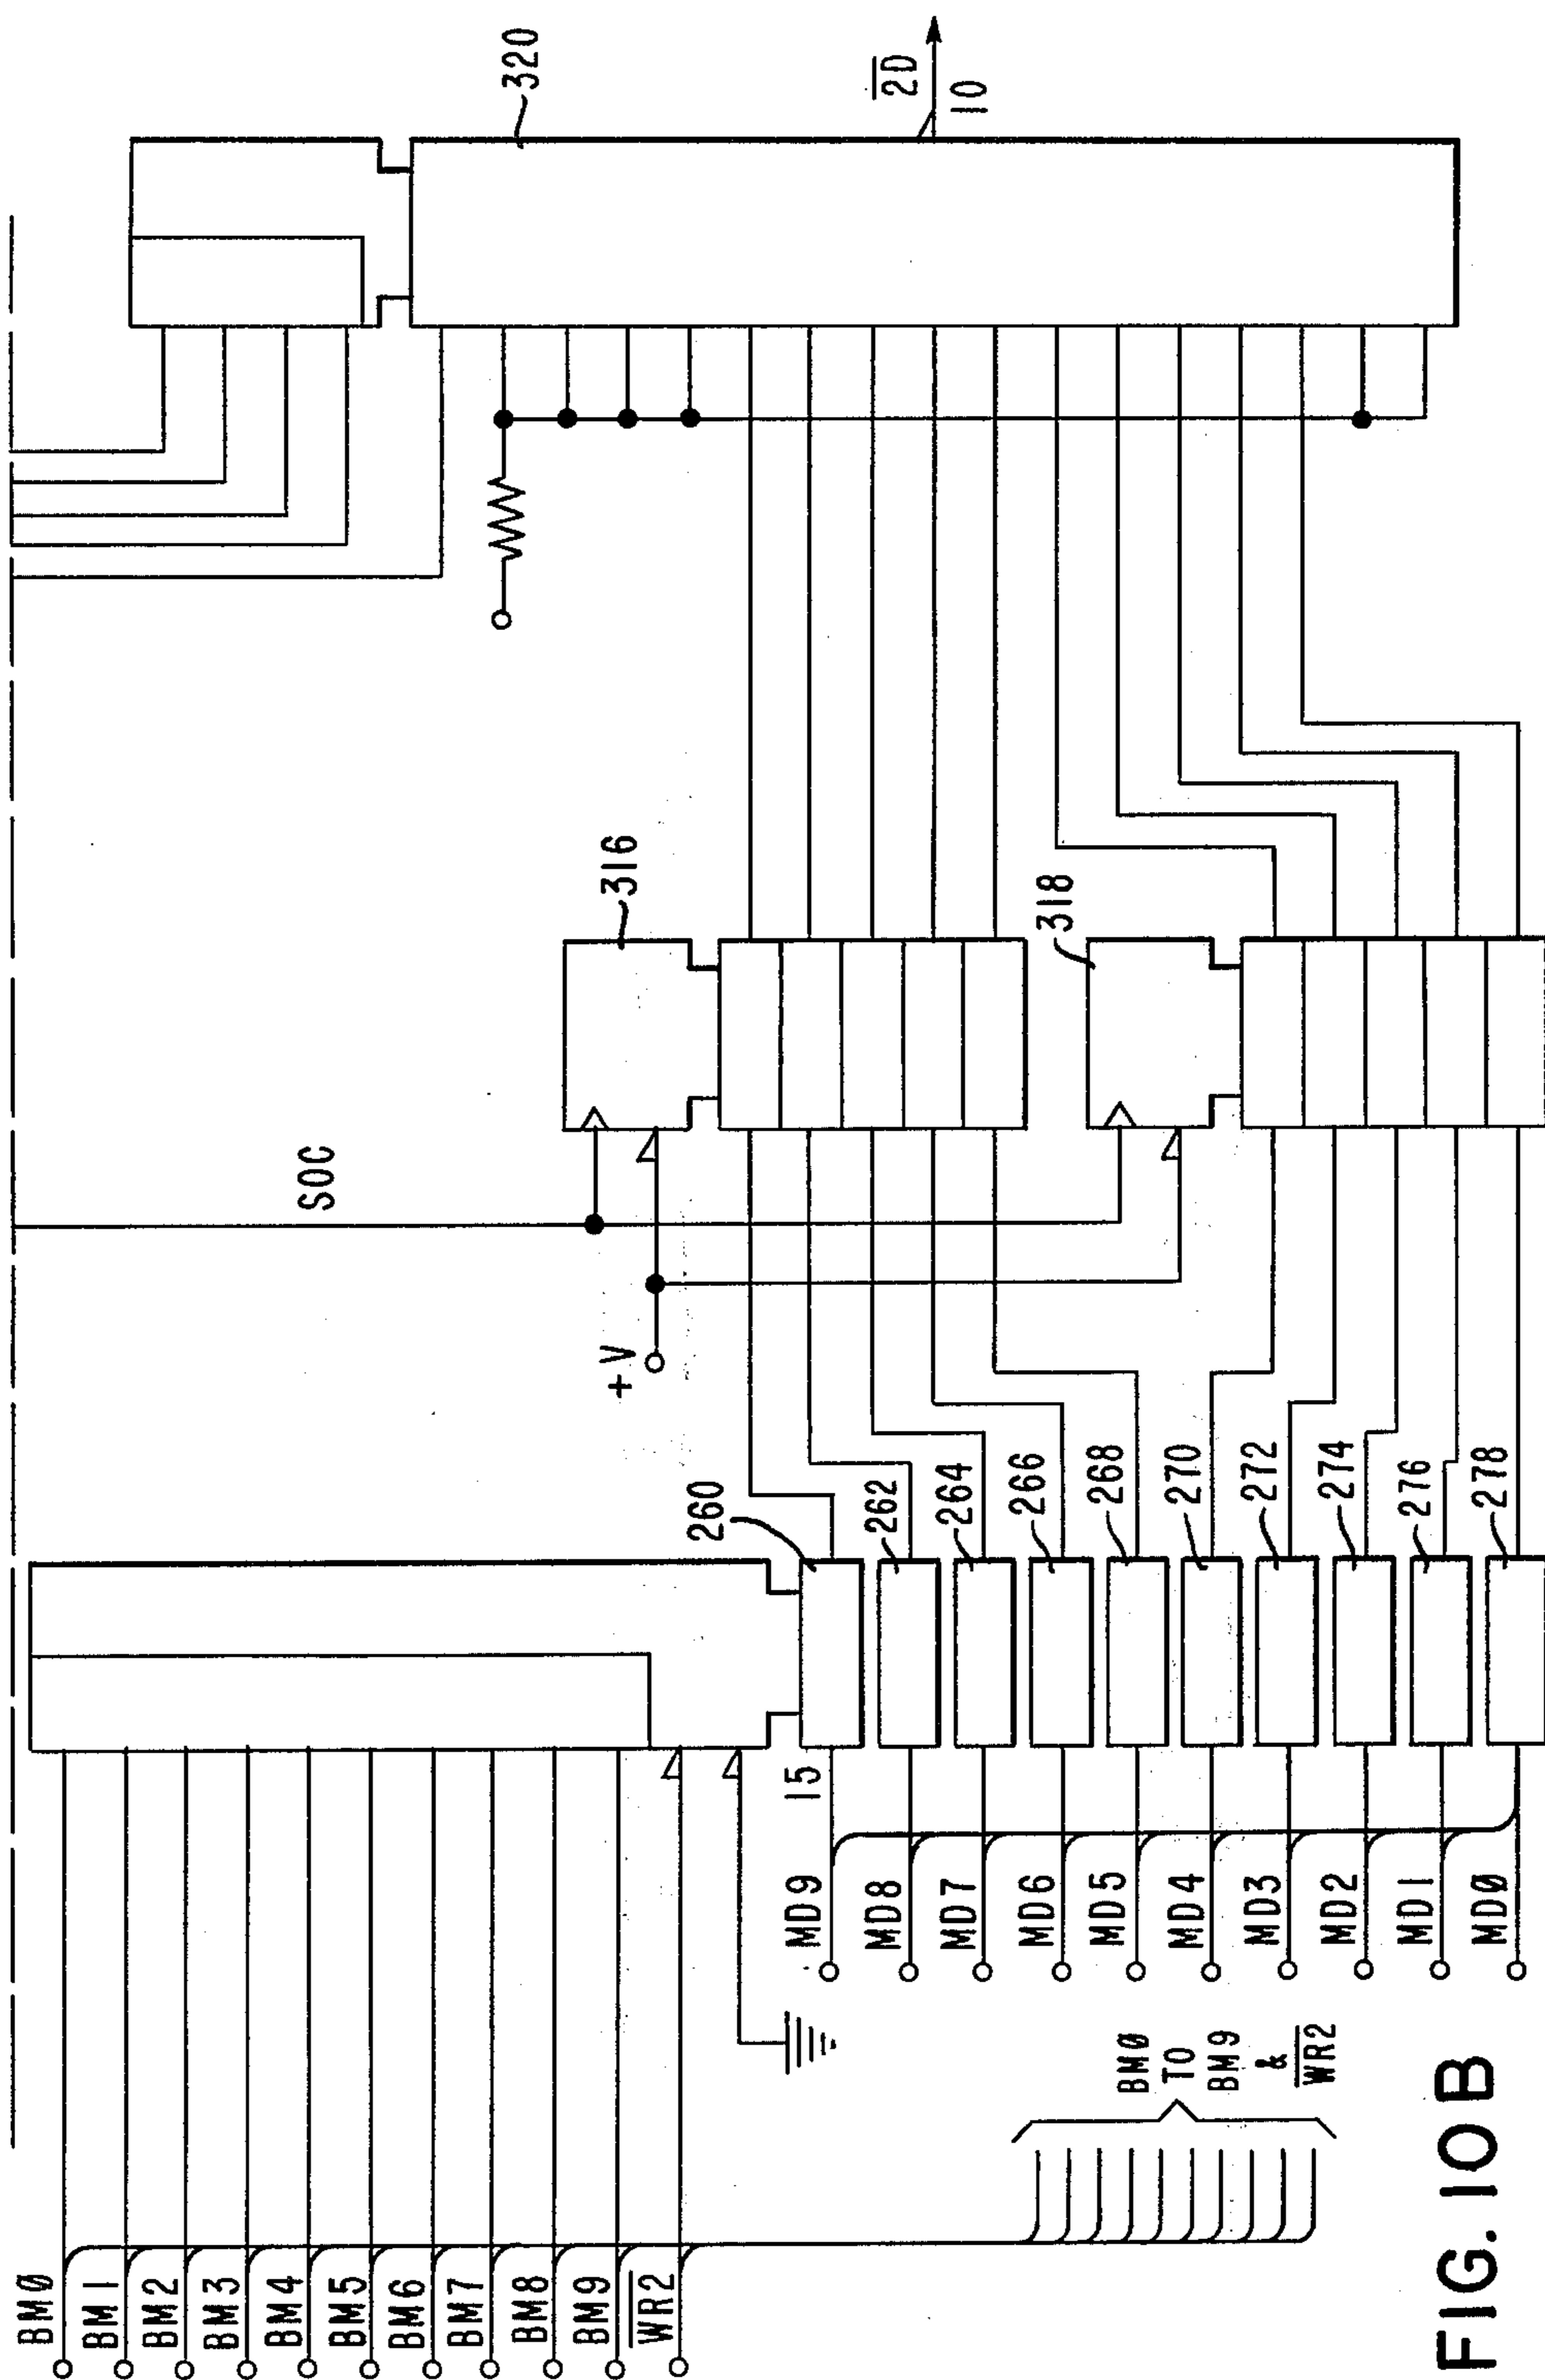 BMØ
BM1
BM2
BM3
BM4
BM5
BM6
BM7
BM8
BM9
WR2
SOC
+V
316
318
320
2D
10
260
262
264
266
268
270
272
274
276
278
15
MD9
MD8
MD7
MD6
MD5
MD4
MD3
MD2
MD1
MDØ
BMØ
TO
BM9
&
WR2
FIG. 10B